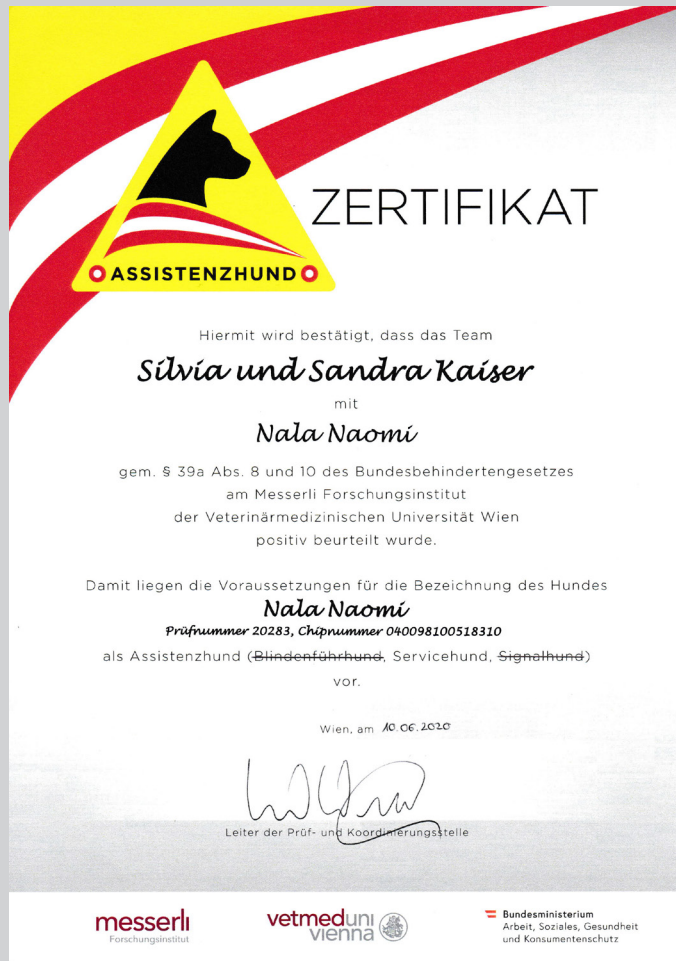 ZERTIFIKAT
ASSISTENZHUND
Hiermit wird bestätigt, dass das Team
Silvia und Sandra Kaiser
mit
Nala Naomi
gem. § 39a Abs. 8 und 10 des Bundesbehindertengesetzes
am Messerli Forschungsinstitut
der Veterinärmedizinischen Universität Wien
positiv beurteilt wurde.
Damit liegen die Voraussetzungen für die Bezeichnung des Hundes
Nala Naomi
Prüfnummer 20283, Chipnummer 040098100518310
als Assistenzhund (Blindenführhund, Servicehund, Signalhund)
vor.
Wien, am 10.06.2020
Leiter der Prüf- und Koordinierungsstelle
messerli
Forschungsinstitut
vetmeduni
vienna
Bundesministerium
Arbeit, Soziales, Gesundheit
und Konsumentenschutz